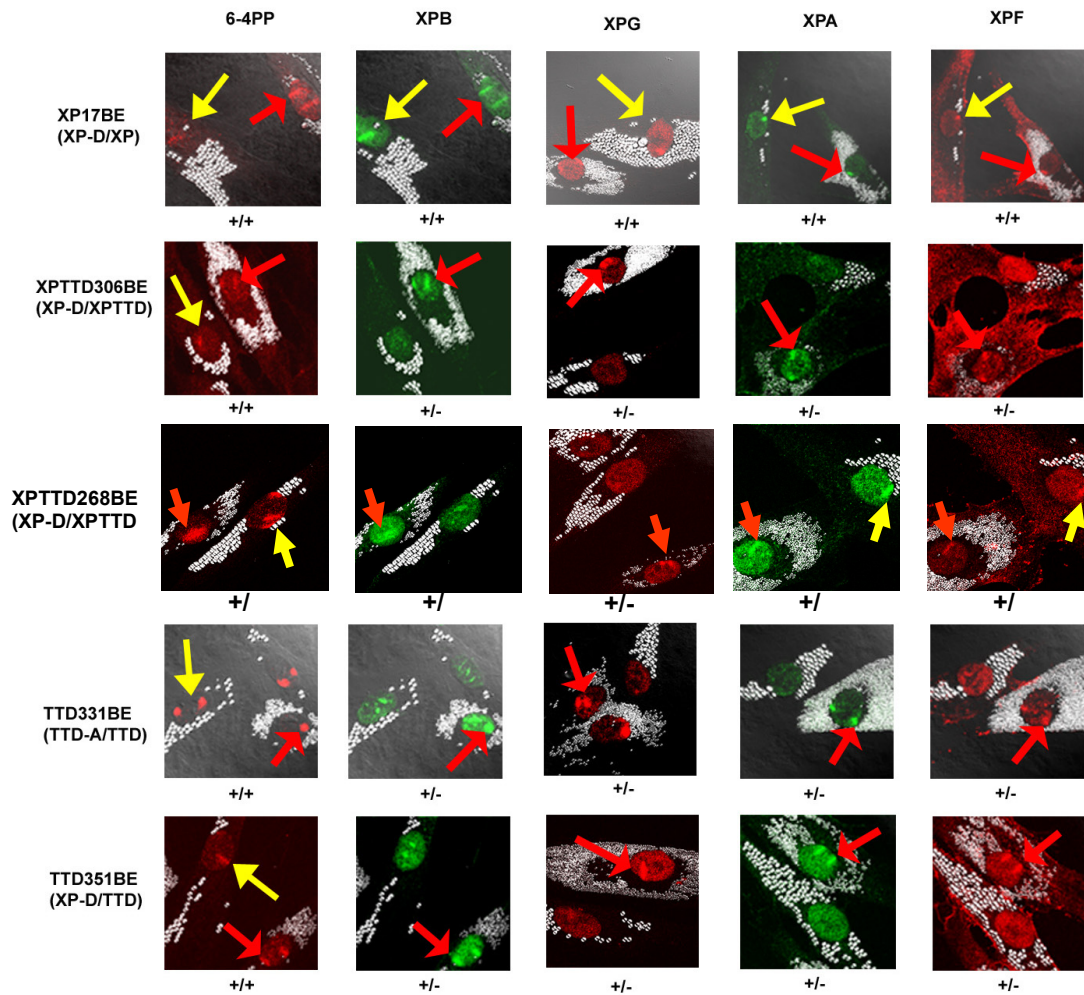 6-4PP XPB XPG XPA XPF
XP17BE
(XP-D/XP)
+/+ +/+ +/+ +/+ +/+
XPTTD306BE
(XP-D/XPTTD)
+/+ +/- +/- +/- +/-
XPTTD268BE
(XP-D/XPTTD
+/ +/ +/- +/ +/
TTD331BE
(TTD-A/TTD)
+/+ +/- +/- +/- +/-
TTD351BE
(XP-D/TTD)
+/+ +/- +/- +/- +/-